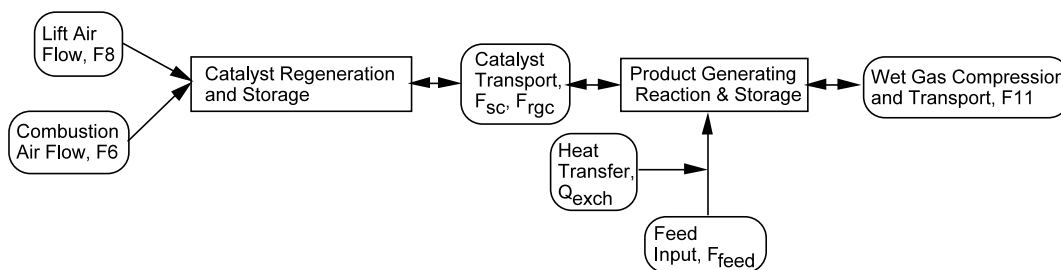 Lift Air
Flow, F8
Combustion
Air Flow, F6
Catalyst Regeneration
and Storage
Catalyst
Transport,
Fsc, Frgc
Product Generating
Reaction & Storage
Wet Gas Compression
and Transport, F11
Heat
Transfer,
Qexch
Feed
Input, Ffeed